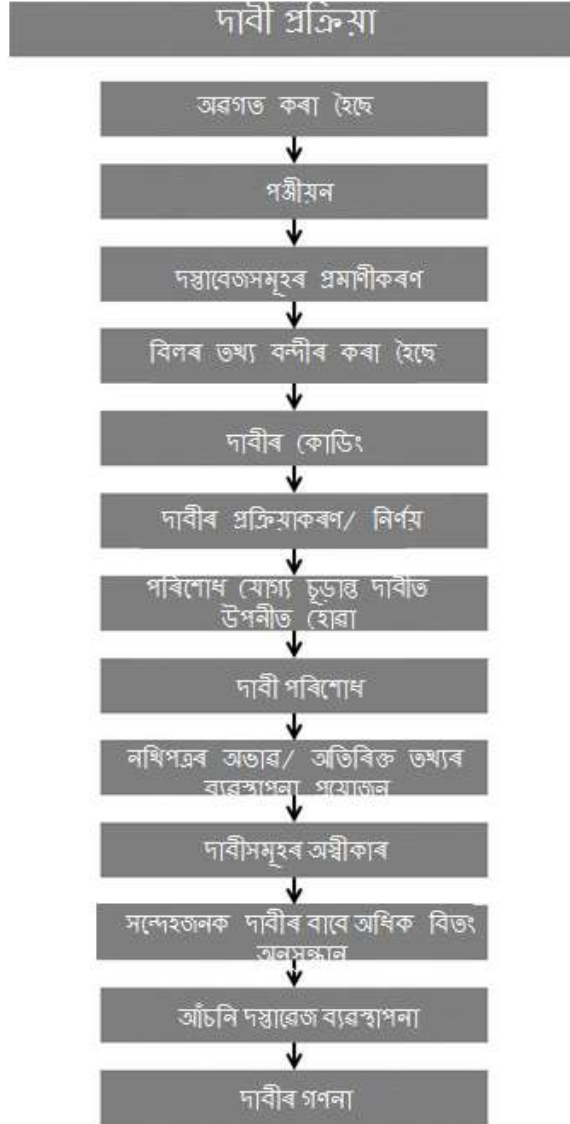 দাবী প্ৰক্ৰিয়া
অৱগত কৰা হৈছে
পঞ্জীয়ন
দস্তাবেজসমূহৰ প্ৰমাণীকৰণ
বিলৰ তথ্য বন্দীৰ কৰা হৈছে
দাবীৰ কোডিং
দাবীৰ প্ৰক্ৰিয়াকৰণ/ নিৰ্ণয়
পৰিশোধ যোগ্য চূড়ান্ত দাবীত
উপনীত হোৱা
দাবী পৰিশোধ
নথিপত্ৰৰ অভাৱ/ অতিৰিক্ত তথ্যৰ
ব্যৱস্থাপনা প্ৰয়োজন
দাবীসমূহৰ অস্বীকাৰ
সন্দেহজনক দাবীৰ বাবে অধিক বিতং
অনুসন্ধান
আঁচনি দস্তাৱেজ ব্যৱস্থাপনা
দাবীৰ গণনা